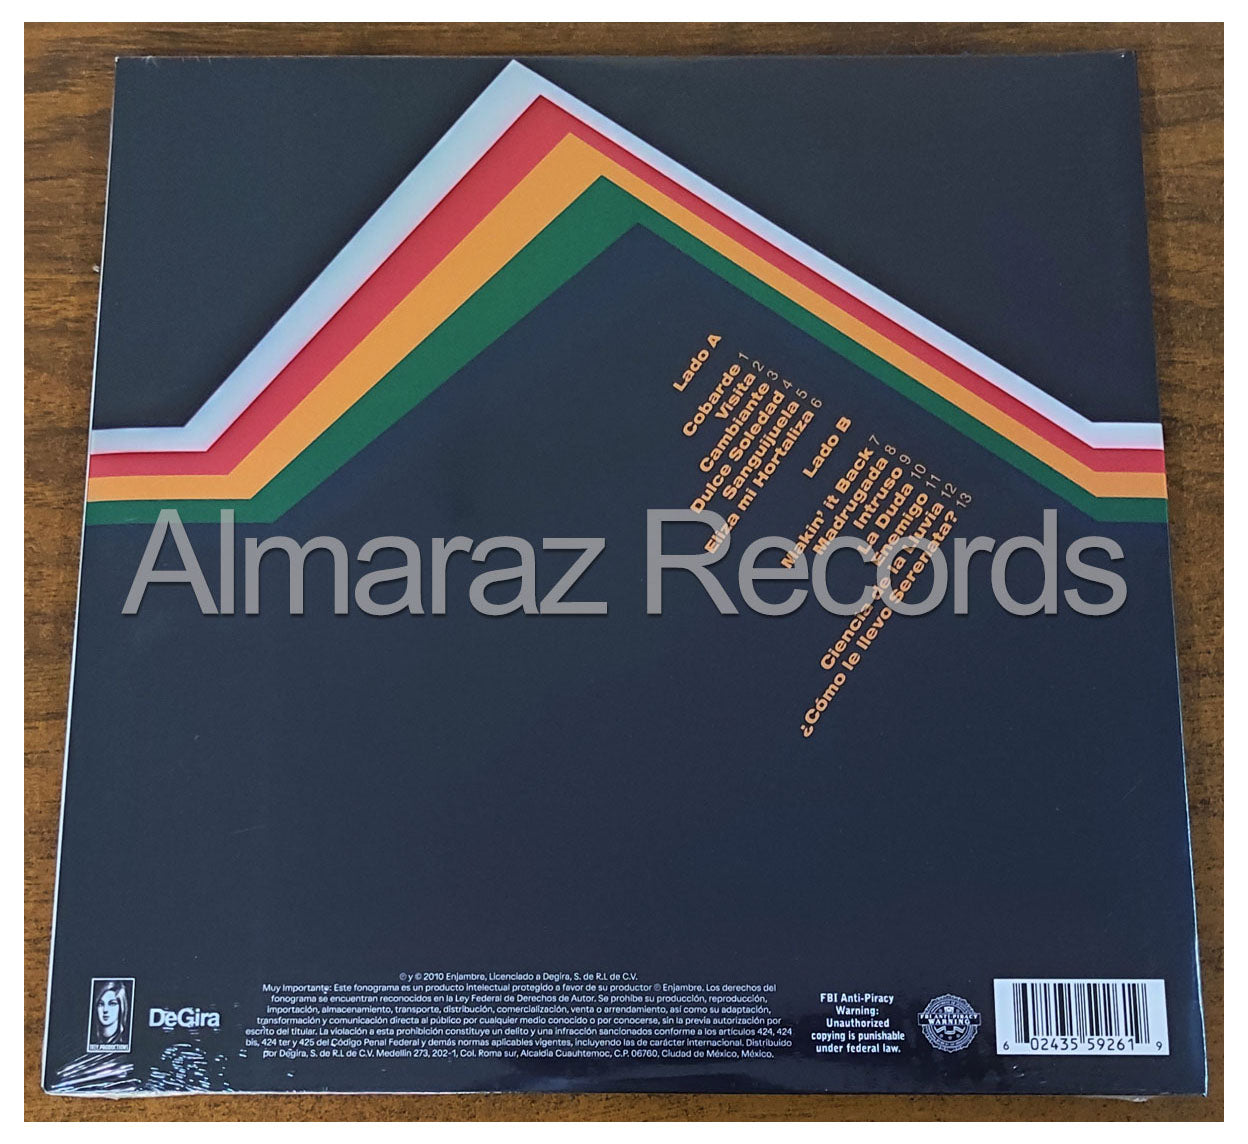 Lado A
Cobarde 1
Visita 2
Cambiante 3
Dulce Soledad 4
Sanguijuela 5
Eliza mi Hortaliza 6
Lado B
Makin' it Back 7
Madrugada 8
Intruso 9
La Duda 10
Enemigo 11
Ciencia de la lluvia 12
¿Cómo le llevo Serenata? 13
Almaraz Records
DeGira
℗ y © 2010 Enjambre, Licenciado a Degira, S. de R.L de C.V.
Muy Importante: Este fonograma es un producto intelectual protegido a favor de su productor ℗ Enjambre. Los derechos del
fonograma se encuentran reconocidos en la Ley Federal de Derechos de Autor. Se prohíbe su producción, reproducción,
importación, almacenamiento, transporte, distribución, comercialización, venta o arrendamiento, así como su adaptación,
transformación y comunicación directa al público por cualquier medio conocido o por conocerse, sin la previa autorización por
escrito del titular. La violación a esta prohibición constituye un delito y una infracción sancionados conforme a los artículos 424, 424
bis, 424 ter y 425 del Código Penal Federal y demás normas aplicables vigentes, incluyendo las de carácter internacional. Distribuido
por Degira, S. de R.L de C.V. Medellín 273, 202-1, Col. Roma sur, Alcaldía Cuauhtemoc, C.P. 06760, Ciudad de México, México.
FBI Anti-Piracy
Warning:
Unauthorized
copying is punishable
under federal law.
FBI ANTI-PIRACY
WARNING
6 02435 59261 9